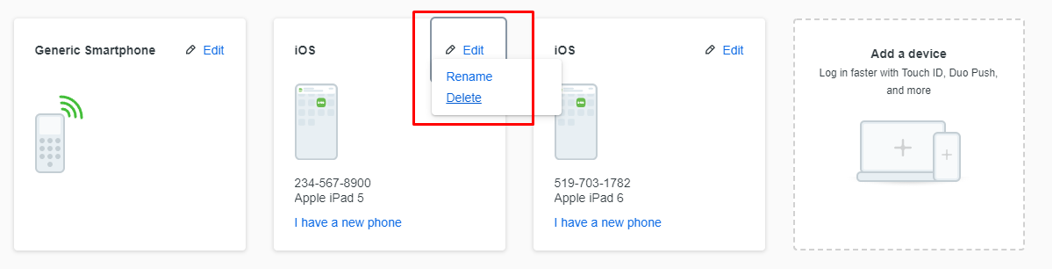 Generic Smartphone
Edit
iOS
Edit
Rename
Delete
234-567-8900
Apple iPad 5
I have a new phone
iOS
Edit
519-703-1782
Apple iPad 6
I have a new phone
Add a device
Log in faster with Touch ID, Duo Push,
and more